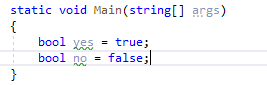 static void Main(string[] args)
{
bool yes = true;
bool no = false;
}